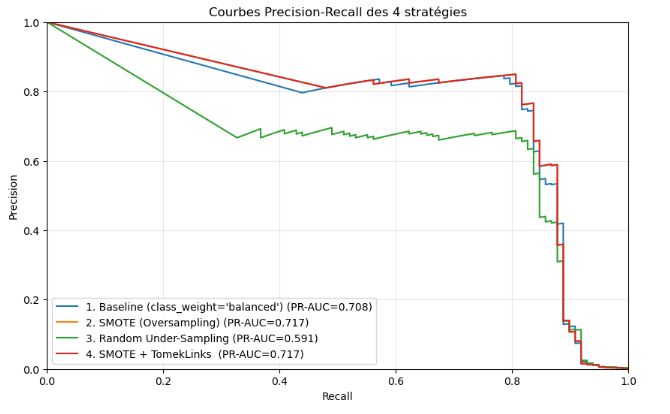 Courbes Precision-Recall des 4 stratégies
1.0
0.8
0.6
0.4
0.2
0.0
Precision
1. Baseline (class_weight='balanced') (PR-AUC=0.708)
2. SMOTE (Oversampling) (PR-AUC=0.717)
3. Random Under-Sampling (PR-AUC=0.591)
4. SMOTE + TomekLinks  (PR-AUC=0.717)
0.0 0.2 0.4 0.6 0.8 1.0
Recall